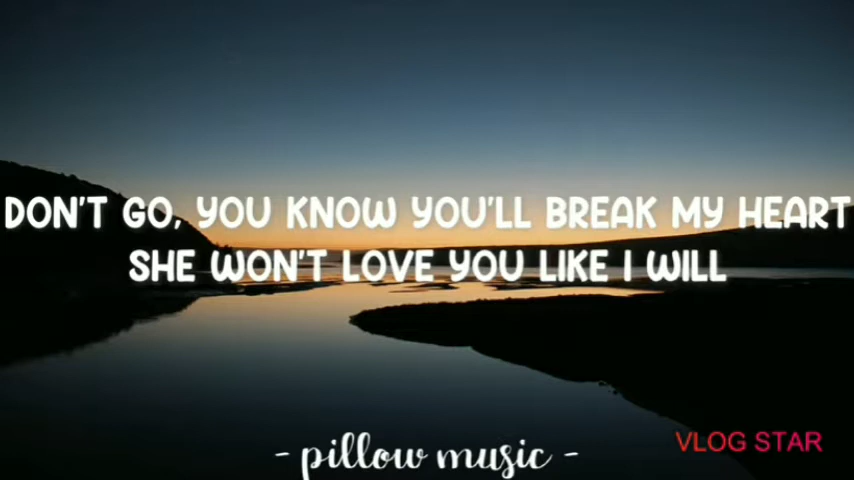 DON'T GO, YOU KNOW YOU'LL BREAK MY HEART
SHE WON'T LOVE YOU LIKE I WILL
- pillow music -
VLOG STAR